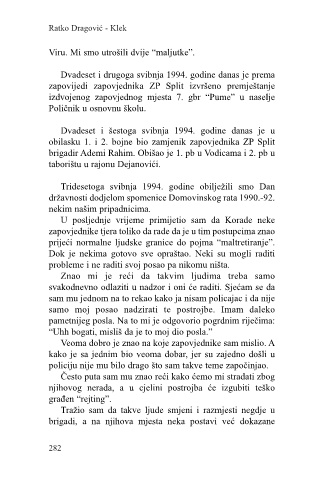 Ratko Dragović - Klek
Viru. Mi smo utrošili dvije “maljutke”.
Dvadeset i drugoga svibnja 1994. godine danas je prema
zapovijedi zapovjednika ZP Split izvršeno premještanje
izdvojenog zapovjednog mjesta 7. gbr “Pume” u naselje
Poličnik u osnovnu školu.
Dvadeset i šestoga svibnja 1994. godine danas je u
obilasku 1. i 2. bojne bio zamjenik zapovjednika ZP Split
brigadir Ademi Rahim. Obišao je 1. pb u Vodicama i 2. pb u
taborištu u rajonu Dejanovići.
Tridesetoga svibnja 1994. godine obilježili smo Dan
državnosti dodjelom spomenice Domovinskog rata 1990.-92.
nekim našim pripadnicima.
U posljednje vrijeme primijetio sam da Korade neke
zapovjednike tjera toliko da rade da je u tim postupcima znao
prijeći normalne ljudske granice do pojma “maltretiranje”.
Dok je nekima gotovo sve opraštao. Neki su mogli raditi
probleme i ne raditi svoj posao pa nikomu ništa.
Znao mi je reći da takvim ljudima treba samo
svakodnevno odlaziti u nadzor i oni će raditi. Sjećam se da
sam mu jednom na to rekao kako ja nisam policajac i da nije
samo moj posao nadzirati te postrojbe. Imam daleko
pametnijeg posla. Na to mi je odgovorio pogrdnim riječima:
“Uhh bogati, misliš da je to moj dio posla.”
Veoma dobro je znao na koje zapovjednike sam mislio. A
kako je sa jednim bio veoma dobar, jer su zajedno došli u
policiju nije mu bilo drago što sam takve teme započinjao.
Često puta sam mu znao reći kako ćemo mi stradati zbog
njihovog nerada, a u cjelini postrojba će izgubiti teško
građen “rejting”.
Tražio sam da takve ljude smjeni i razmjesti negdje u
brigadi, a na njihova mjesta neka postavi već dokazane
282